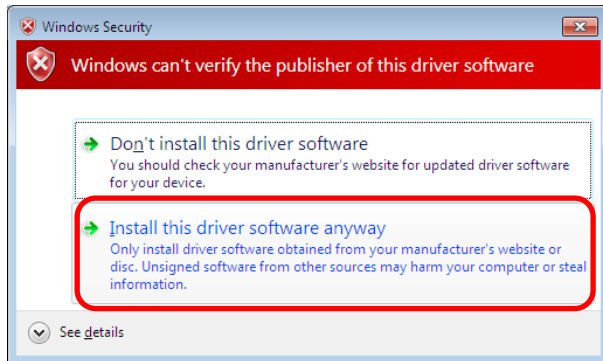 Windows Security
Windows can't verify the publisher of this driver software
Don't install this driver software
You should check your manufacturer's website for updated driver software
for your device.
Install this driver software anyway
Only install driver software obtained from your manufacturer's website or
disc. Unsigned software from other sources may harm your computer or steal
information.
See details